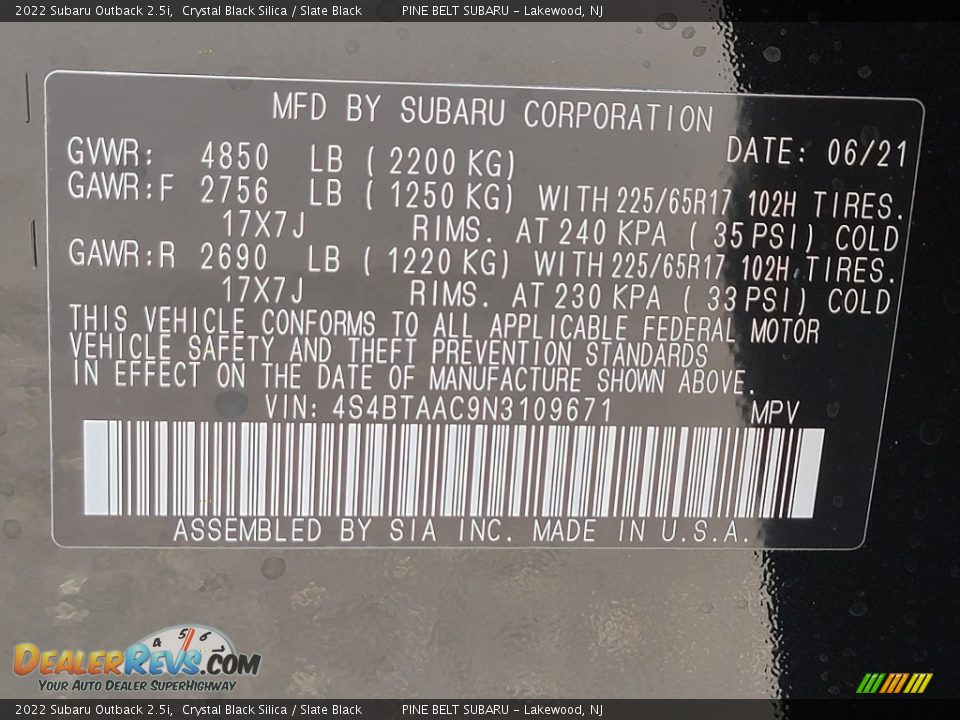 2022 Subaru Outback 2.5i, Crystal Black Silica / Slate Black PINE BELT SUBARU - Lakewood, NJ
MFD BY SUBARU CORPORATION
GVWR: 4850 LB ( 2200 KG) DATE: 06/21
GAWR:F 2756 LB ( 1250 KG) WITH 225/65R17 102H TIRES.
17X7J RIMS. AT 240 KPA ( 35 PSI) COLD
GAWR:R 2690 LB ( 1220 KG) WITH 225/65R17 102H TIRES.
17X7J RIMS. AT 230 KPA ( 33 PSI) COLD
THIS VEHICLE CONFORMS TO ALL APPLICABLE FEDERAL MOTOR
VEHICLE SAFETY AND THEFT PREVENTION STANDARDS
IN EFFECT ON THE DATE OF MANUFACTURE SHOWN ABOVE.
VIN: 4S4BTAAC9N3109671 MPV
ASSEMBLED BY SIA INC. MADE IN U.S.A.
4 5 6 7
DEALERREVS.COM
YOUR AUTO DEALER SUPERHIGHWAY
2022 Subaru Outback 2.5i, Crystal Black Silica / Slate Black PINE BELT SUBARU - Lakewood, NJ